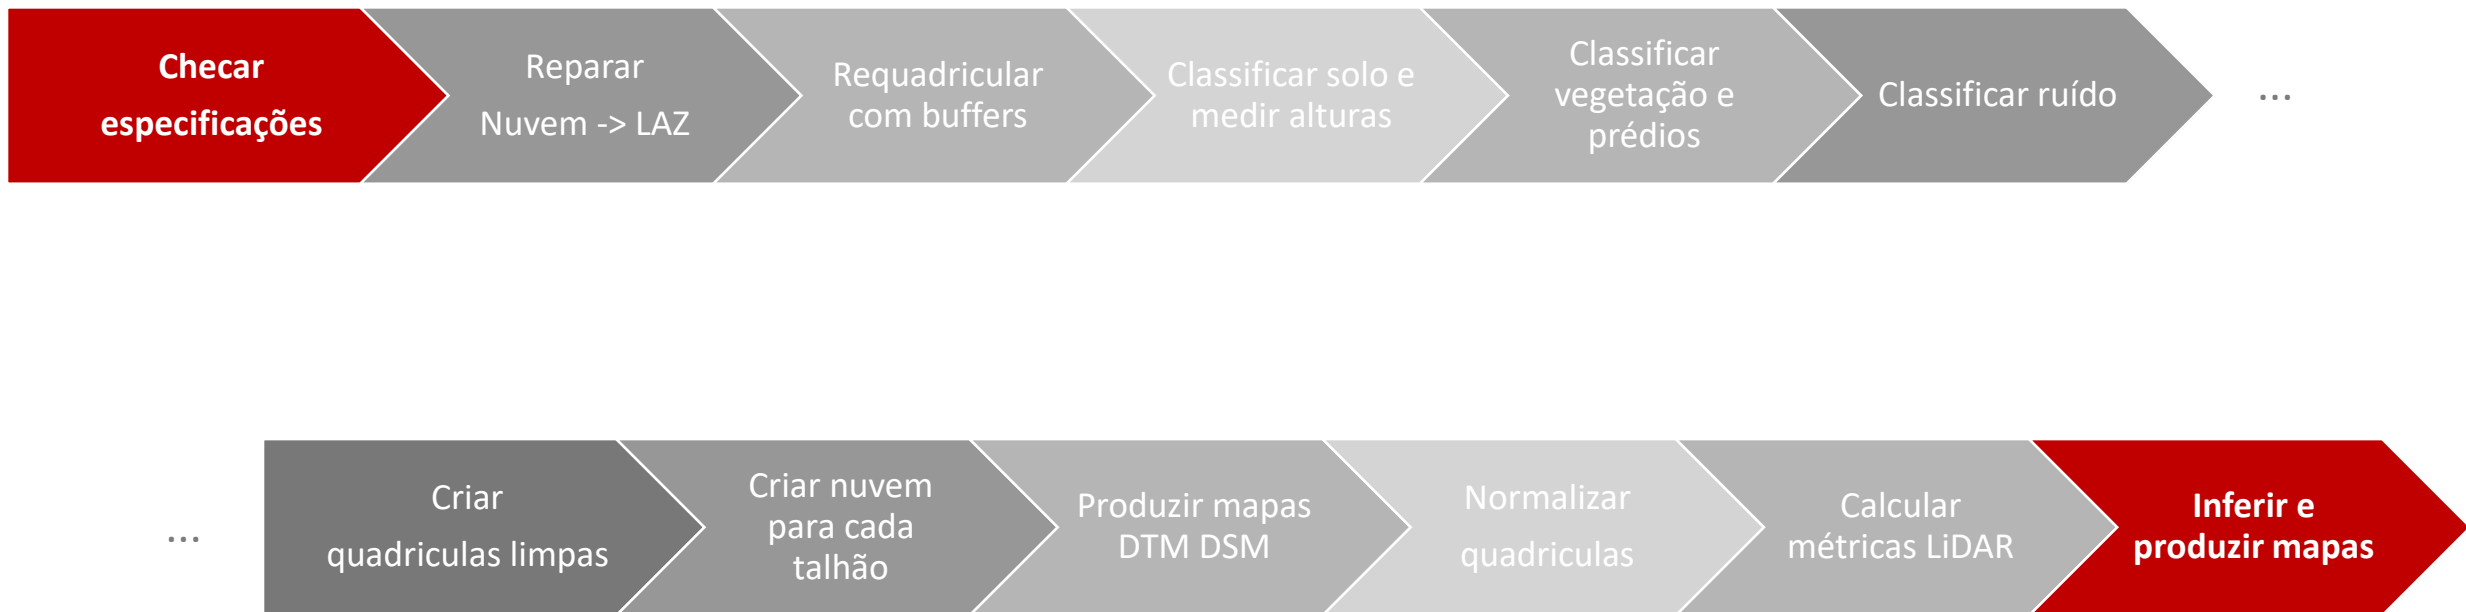 Checar
especificações
Reparar
Nuvem -> LAZ
Requadricular
com buffers
Classificar solo e
medir alturas
Classificar
vegetação e
prédios
Classificar ruído
...
...
Criar
quadriculas limpas
Criar nuvem
para cada
talhão
Produzir mapas
DTM DSM
Normalizar
quadriculas
Calcular
métricas LiDAR
Inferir e
produzir mapas